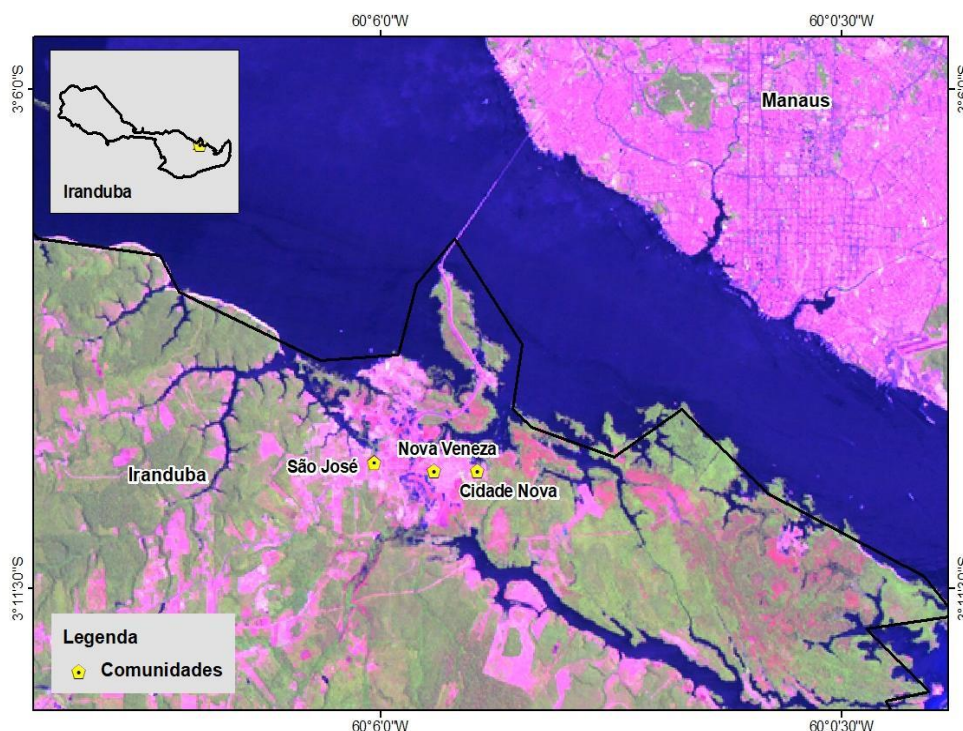 60°6'0"W
60°0'30"W
3°6'0"S
3°6'0"S
Iranduba
Manaus
Nova Veneza
São José
Iranduba
Cidade Nova
3°11'30"S
3°11'30"S
Legenda
Comunidades
60°6'0"W
60°0'30"W